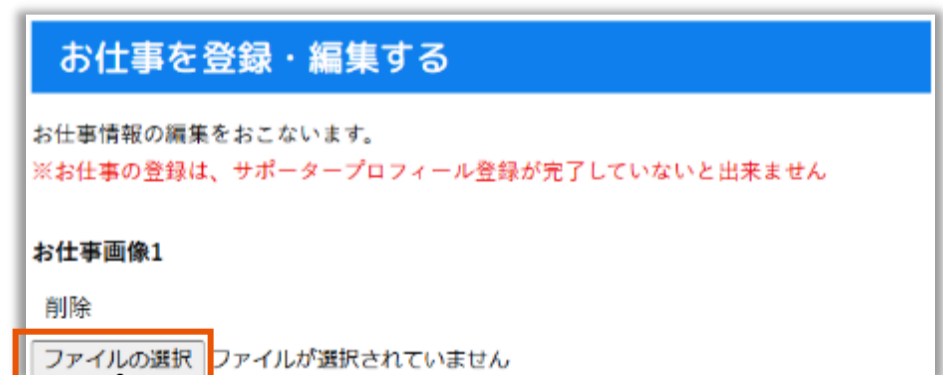 お仕事を登録・編集する
お仕事情報の編集をおこないます。
※お仕事の登録は、サポータープロフィール登録が完了していないと出来ません
お仕事画像1
削除
ファイルの選択 ファイルが選択されていません